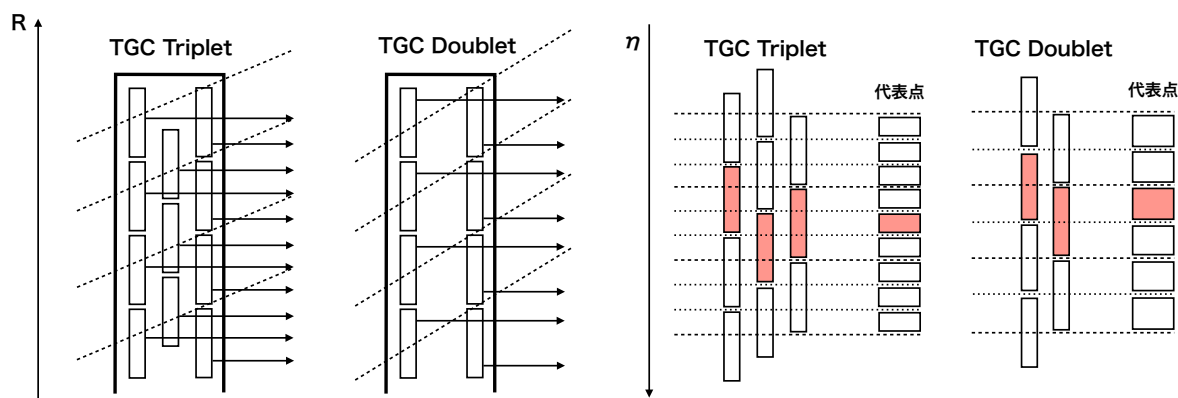 R
TGC Triplet
TGC Doublet
η
TGC Triplet
TGC Doublet
代表点
代表点